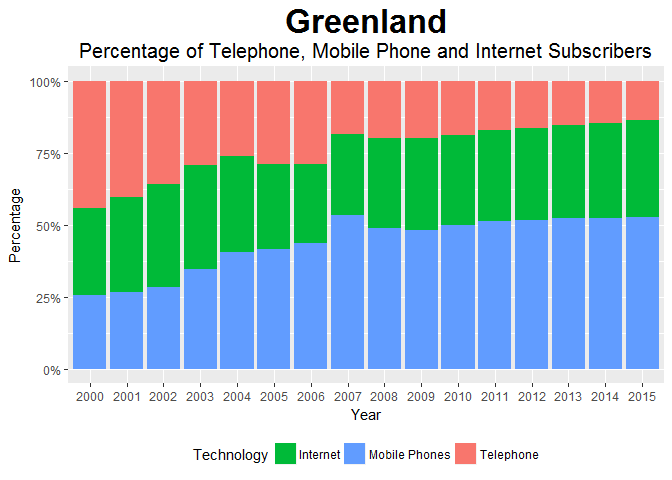 Greenland
Percentage of Telephone, Mobile Phone and Internet Subscribers
100%
75%
50%
25%
0%
Percentage
2000 2001 2002 2003 2004 2005 2006 2007 2008 2009 2010 2011 2012 2013 2014 2015
Year
Technology Internet Mobile Phones Telephone